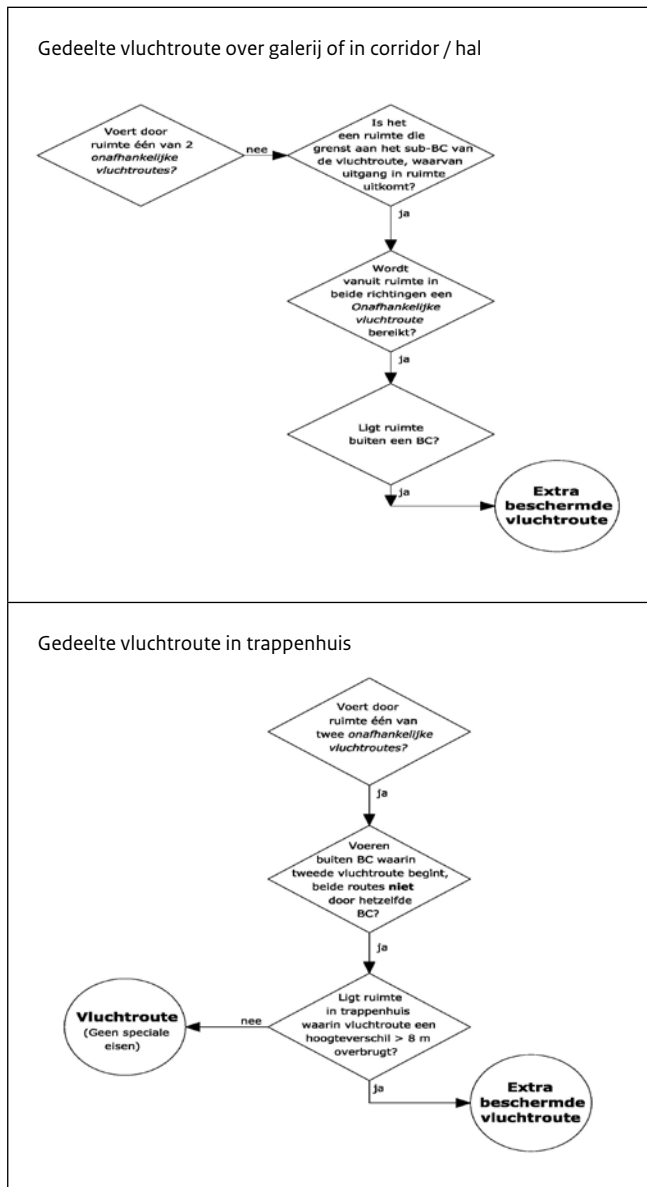 Gedeelte vluchtroute over galerij of in corridor / hal
Voert door
ruimte één van 2
onafhankelijke
vluchtroutes?
nee
Is het
een ruimte die
grenst aan het sub-BC van
de vluchtroute, waarvan
uitgang in ruimte
uitkomt?
ja
Wordt
vanuit ruimte in
beide richtingen een
Onafhankelijke
vluchtroute
bereikt?
ja
Ligt ruimte
buiten een BC?
ja
Extra
beschermde
vluchtroute
Gedeelte vluchtroute in trappenhuis
Voert door
ruimte één van
twee onafhankelijke
vluchtroutes?
ja
Voeren
buiten BC waarin
tweede vluchtroute begint,
beide routes niet
door hetzelfde
BC?
ja
Ligt ruimte
in trappenhuis
waarin vluchtroute een
hoogteverschil > 8 m
overbrugt?
nee
Vluchtroute
(Geen speciale
eisen)
ja
Extra
beschermde
vluchtroute